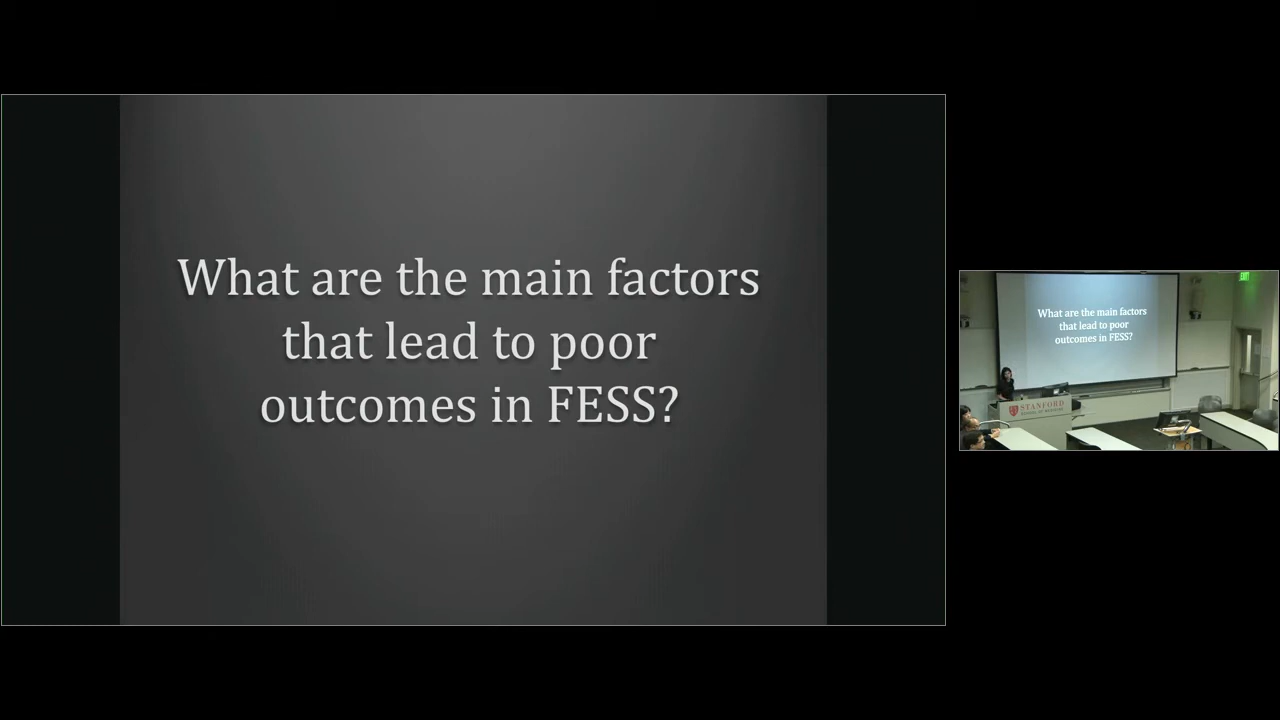 What are the main factors
that lead to poor
outcomes in FESS?
What are the main factors
that lead to poor
outcomes in FESS?
EXIT
STANFORD